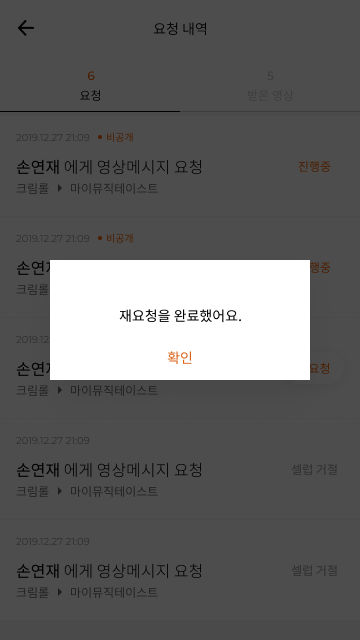 요청 내역
6
5
요청
받은 영상
2019.12.27 21:09 • 비공개
손연재 에게 영상메시지 요청
진행중
크림롤 ▶ 마이뮤직테이스트
2019.12.27 21:09 • 비공개
손연
행중
크림롤
재요청을 완료했어요.
확인
2019.12
손연
요청
크림롤 ▶ 마이뮤직테이스트
2019.12.27 21:09
손연재 에게 영상메시지 요청
셀럽 거절
크림롤 ▶ 마이뮤직테이스트
2019.12.27 21:09
손연재 에게 영상메시지 요청
셀럽 거절
크림롤 ▶ 마이뮤직테이스트